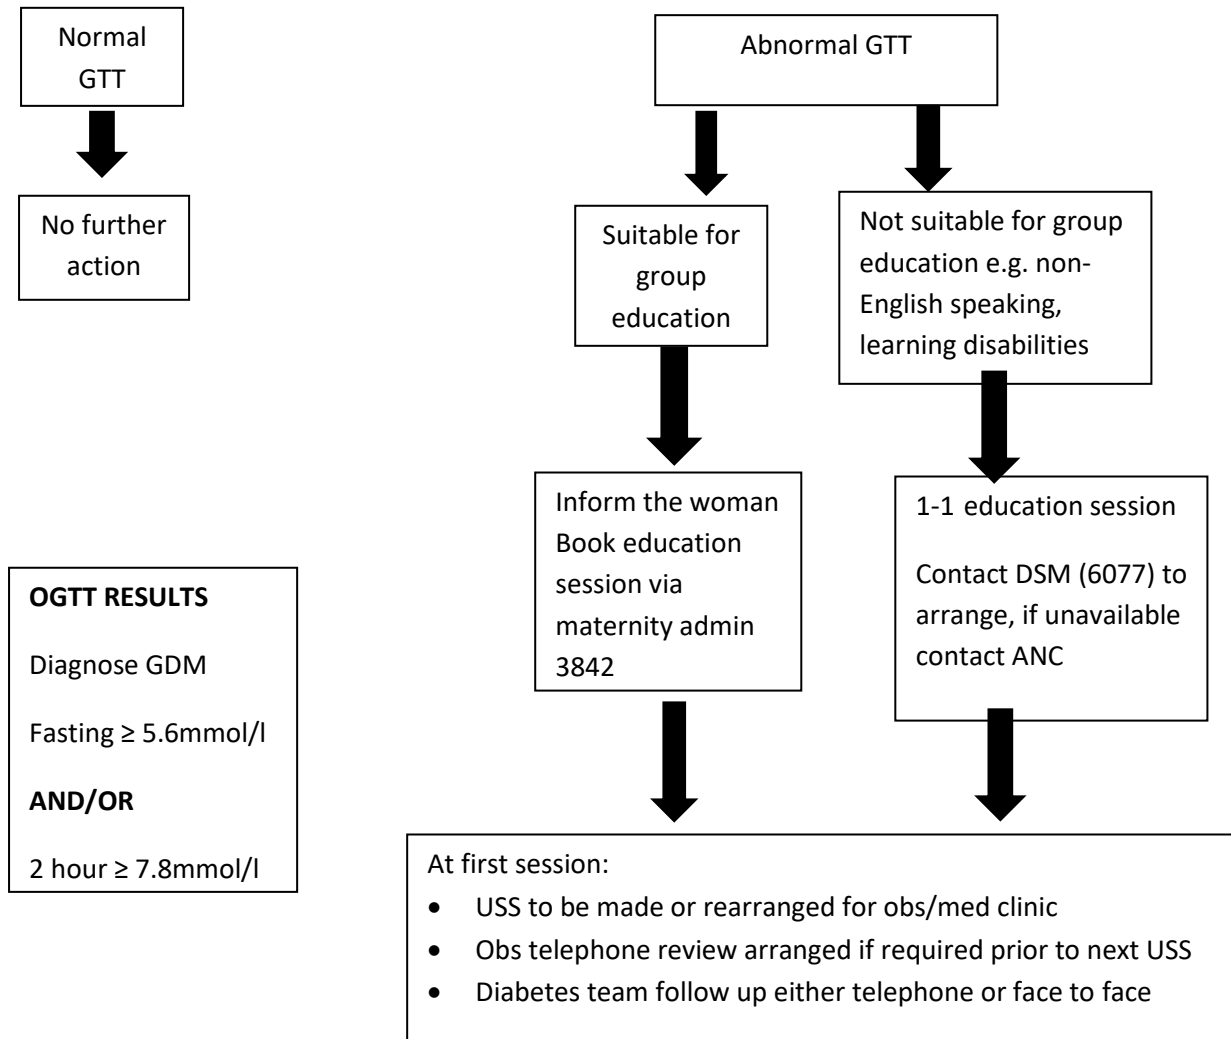 Normal
GTT
No further
action
Abnormal GTT
Suitable for
group
education
Not suitable for group
education e.g. non-
English speaking,
learning disabilities
Inform the woman
Book education
session via
maternity admin
3842
1-1 education session
Contact DSM (6077) to
arrange, if unavailable
contact ANC
OGTT RESULTS
Diagnose GDM
Fasting ≥ 5.6mmol/l
AND/OR
2 hour ≥ 7.8mmol/l
At first session:
• USS to be made or rearranged for obs/med clinic
• Obs telephone review arranged if required prior to next USS
• Diabetes team follow up either telephone or face to face